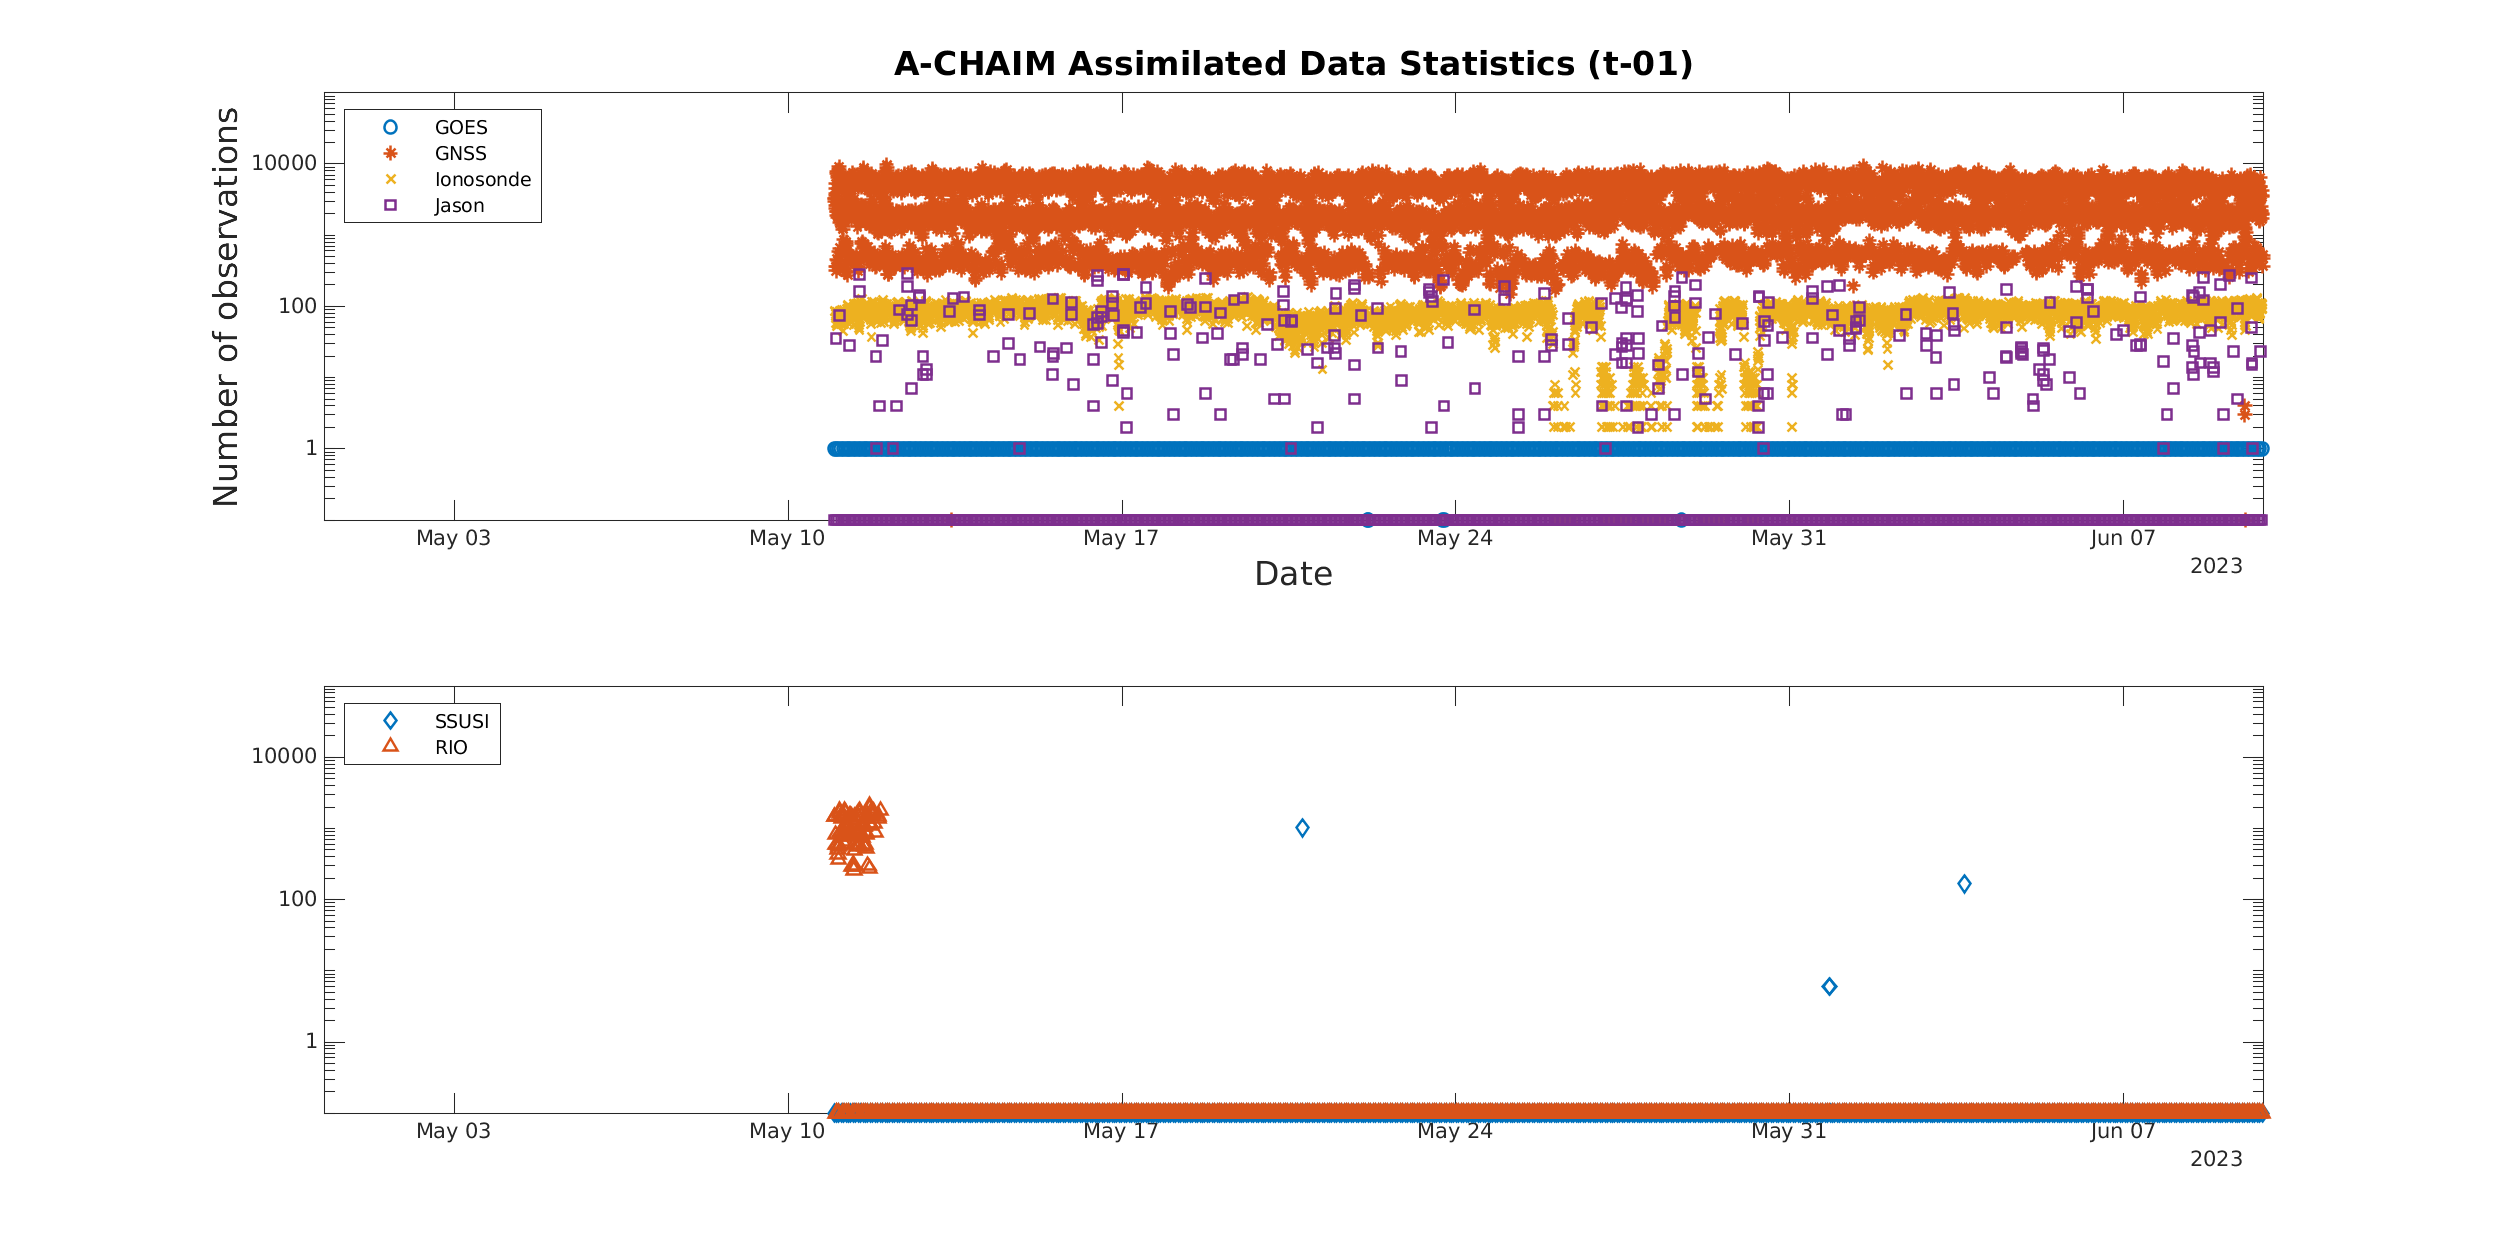 A-CHAIM Assimilated Data Statistics (t-01)
Number of observations
GOES
GNSS
Ionosonde
Jason
10000
100
1
May 03 May 10 May 17 May 24 May 31 Jun 07
2023
Date
SSUSI
RIO
10000
100
1
May 03 May 10 May 17 May 24 May 31 Jun 07
2023